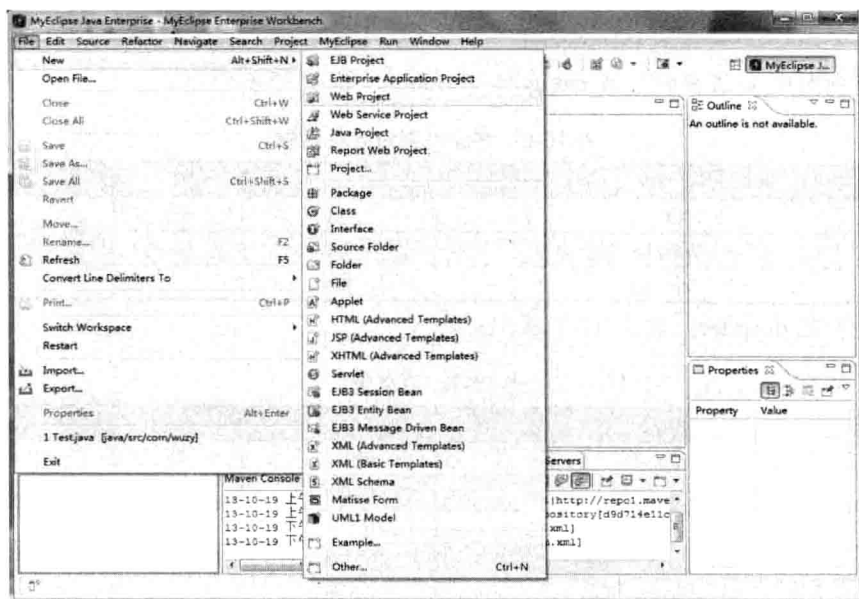 MyEclipse Java Enterprise - MyEclipse Enterprise Workbench
File Edit Source Refactor Navigate Search Project MyEclipse Run Window Help
New Alt+Shift+N
Open File...
Close Ctrl+W
Close All Ctrl+Shift+W
Save Ctrl+S
Save As...
Save All Ctrl+Shift+S
Revert
Move...
Rename... F2
Refresh F5
Convert Line Delimiters To
Print... Ctrl+P
Switch Workspace
Restart
Import...
Export...
Properties Alt+Enter
1 Test.java [java/src/com/wuzy]
Exit
EJB Project
Enterprise Application Project
Web Project
Web Service Project
Java Project
Report Web Project
Project...
Package
Class
Interface
Source Folder
Folder
File
Applet
HTML (Advanced Templates)
JSP (Advanced Templates)
XHTML (Advanced Templates)
Servlet
EJB3 Session Bean
EJB3 Entity Bean
EJB3 Message Driven Bean
XML (Advanced Templates)
XML (Basic Templates)
XML Schema
Matisse Form
UML1 Model
Example...
Other... Ctrl+N
MyEclipse J...
Outline
An outline is not available.
Properties
Property Value
Servers
Maven Console
13-10-19 上午
13-10-19 上午
13-10-19 下午
13-10-19 下午
(http://repo1.mave
pository[d9d714e11c
.xml]
.xml]